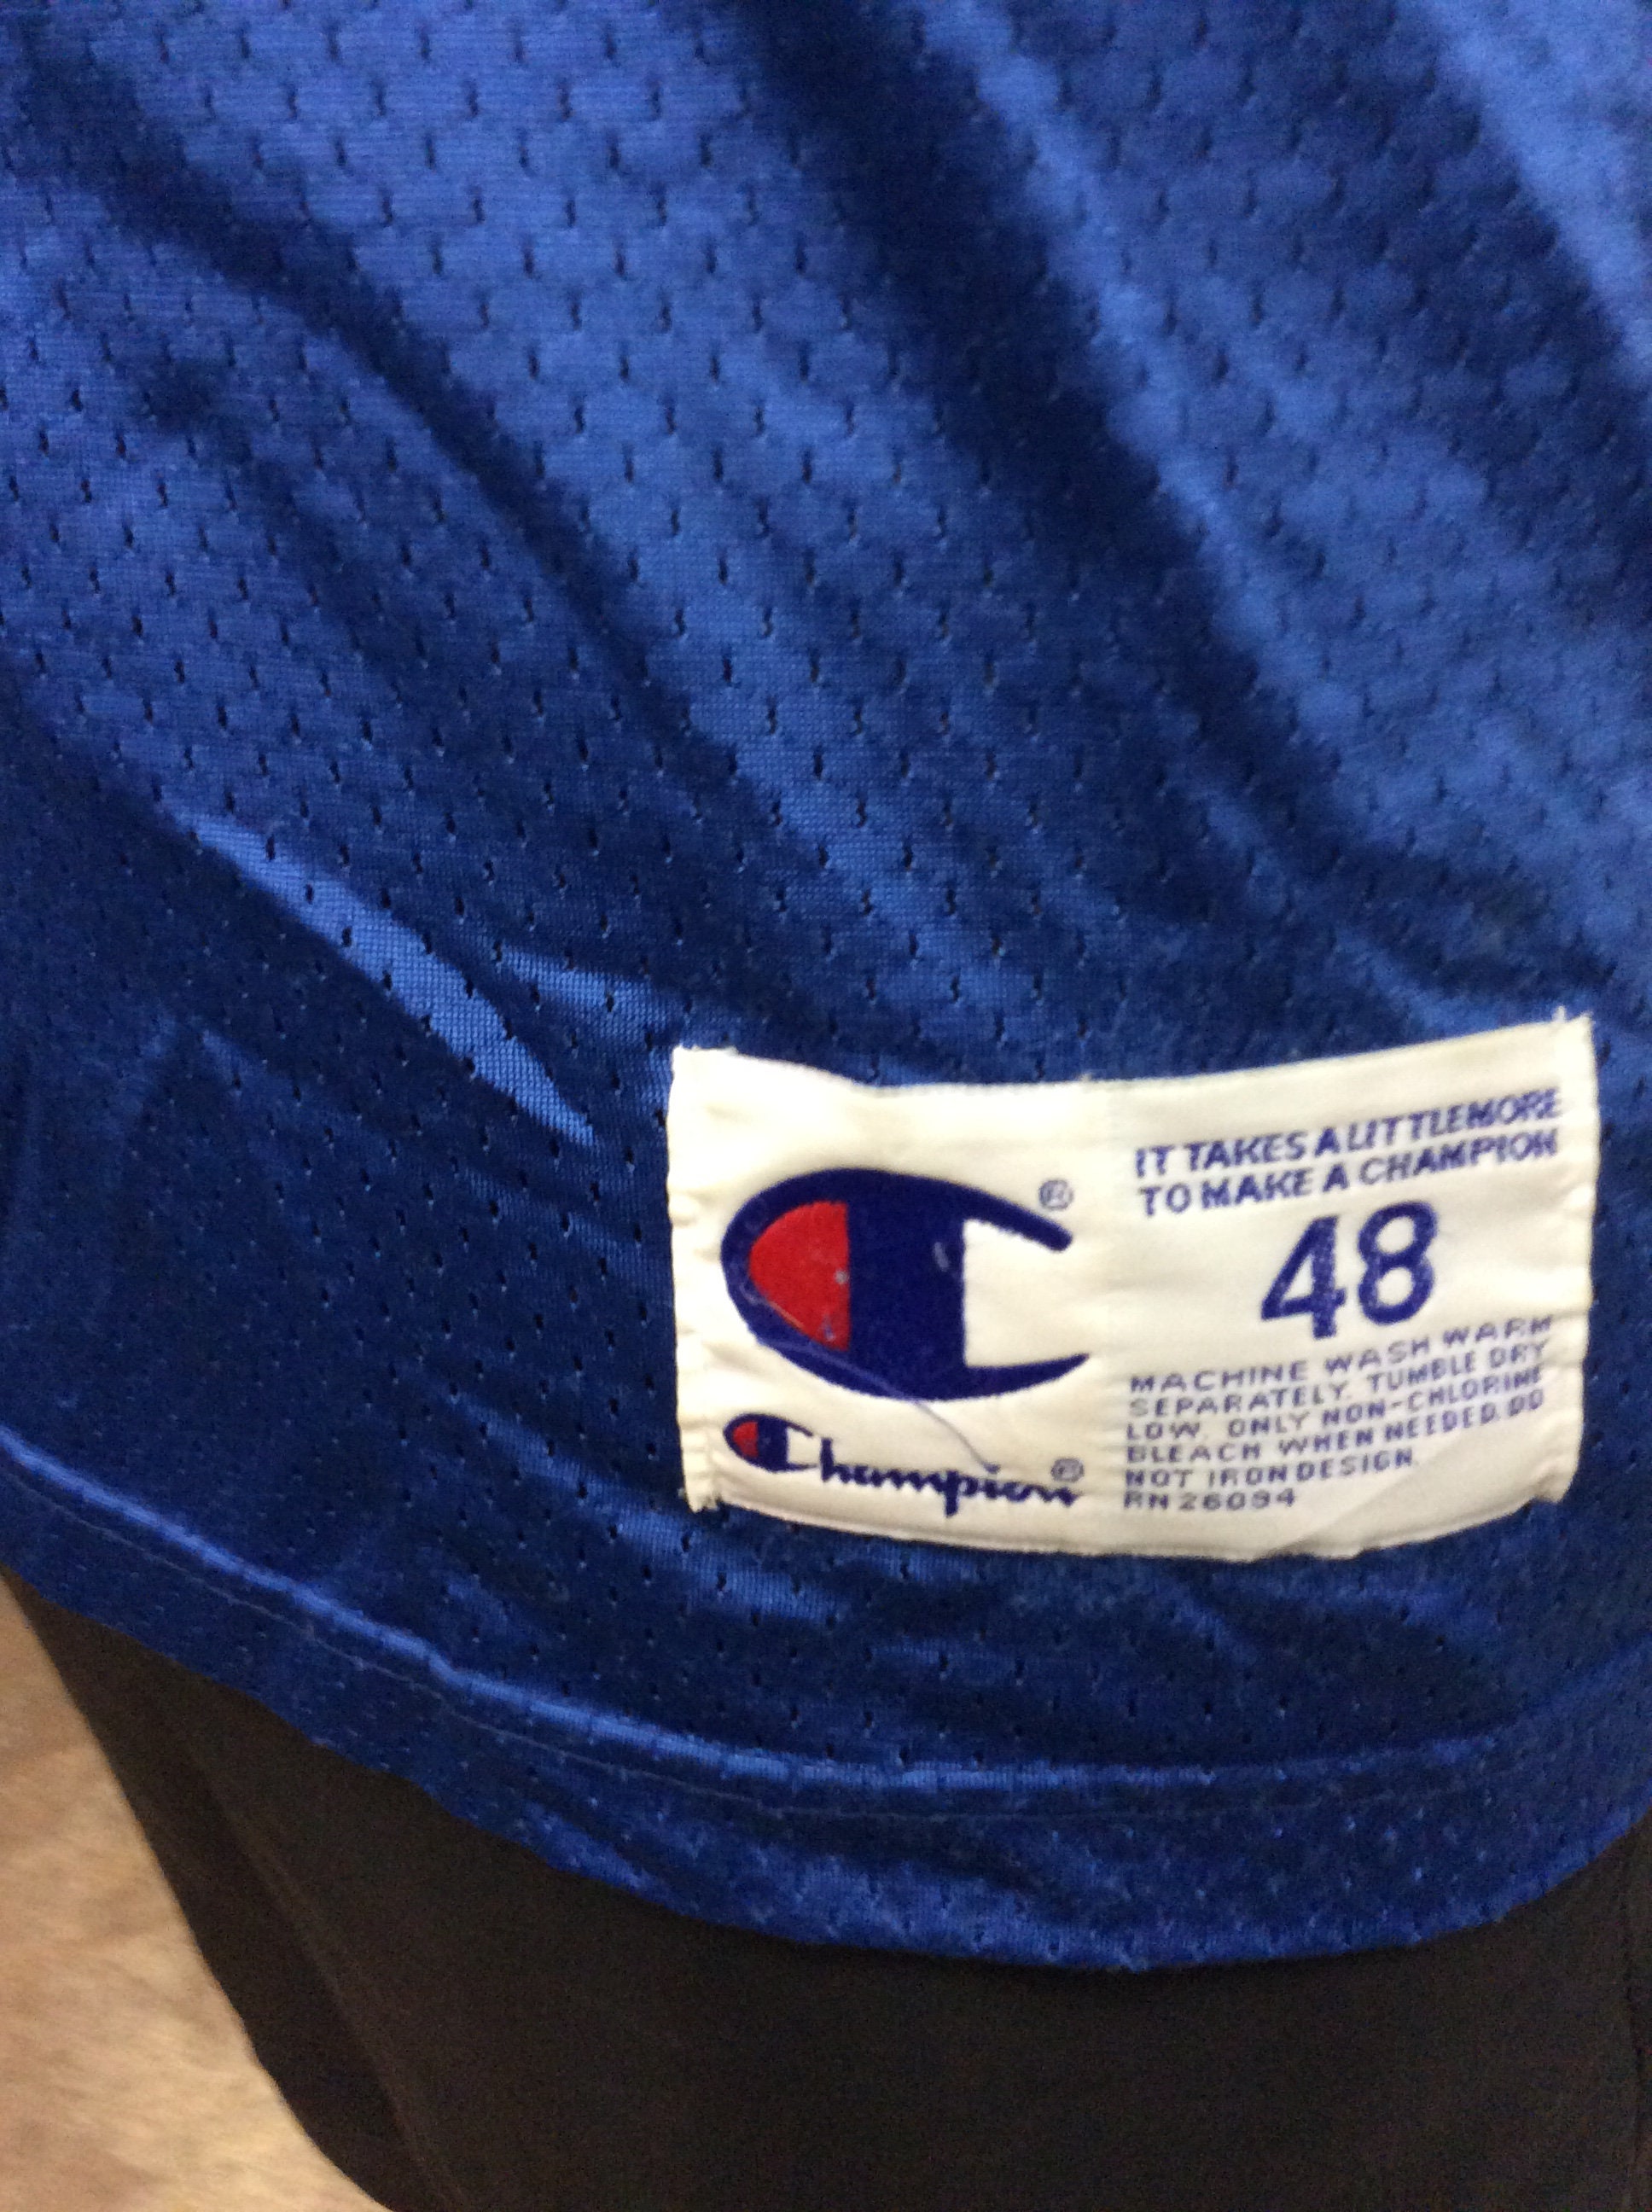 IT TAKES A LITTLE MORE
TO MAKE A CHAMPION
48
MACHINE WASH WARM
SEPARATELY. TUMBLE DRY
LOW. ONLY NON-CHLORINE
BLEACH WHEN NEEDED. DO
NOT IRON DESIGN.
RN 26094
®
Champion®